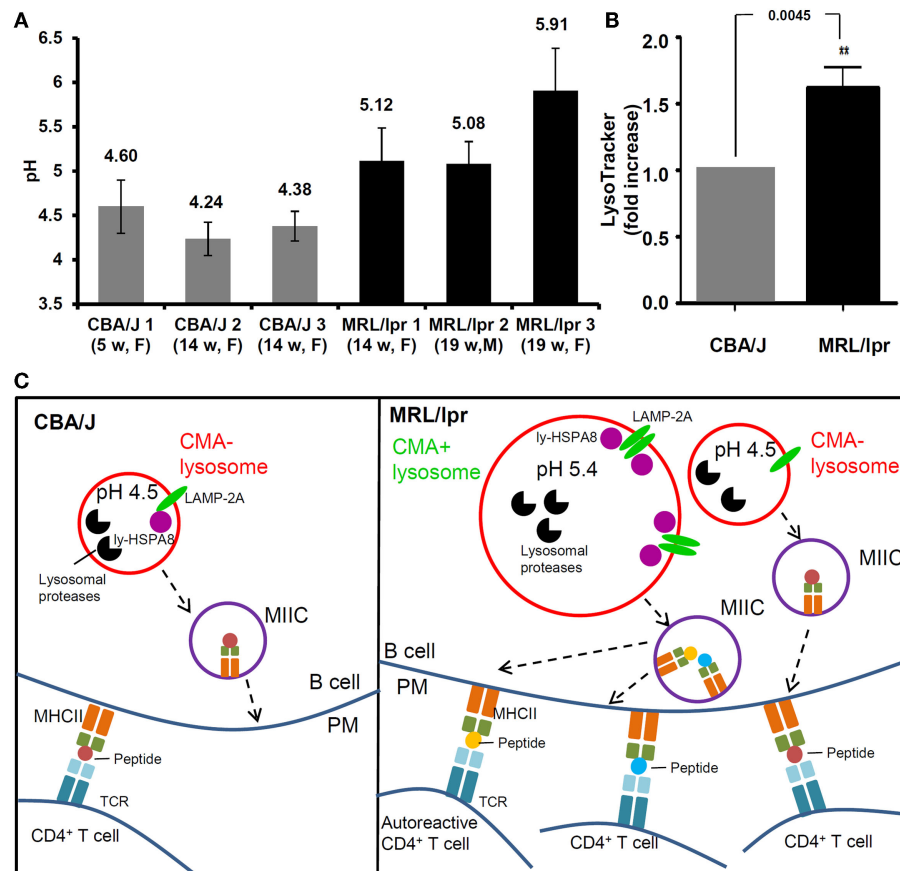 A
6.5
6
5.5
5
4.5
4
3.5
pH
4.60
4.24
4.38
5.12
5.08
5.91
CBA/J 1
(5 w, F)
CBA/J 2
(14 w, F)
CBA/J 3
(14 w, F)
MRL/lpr 1
(14 w, F)
MRL/lpr 2
(19 w,M)
MRL/lpr 3
(19 w, F)
B
0.0045
**
2.0
1.5
1.0
0.5
0.0
LysoTracker
(fold increase)
CBA/J
MRL/lpr
C
CBA/J
CMA-
lysosome
pH 4.5
LAMP-2A
ly-HSPA8
Lysosomal
proteases
MIIC
B cell
PM
MHCII
Peptide
TCR
CD4⁺ T cell
MRL/lpr
CMA+
lysosome
ly-HSPA8
LAMP-2A
pH 5.4
Lysosomal
proteases
pH 4.5
CMA-
lysosome
MIIC
MIIC
B cell
PM
MHCII
Peptide
TCR
Autoreactive
CD4⁺ T cell
Peptide
CD4⁺ T cell
Peptide
CD4⁺ T cell